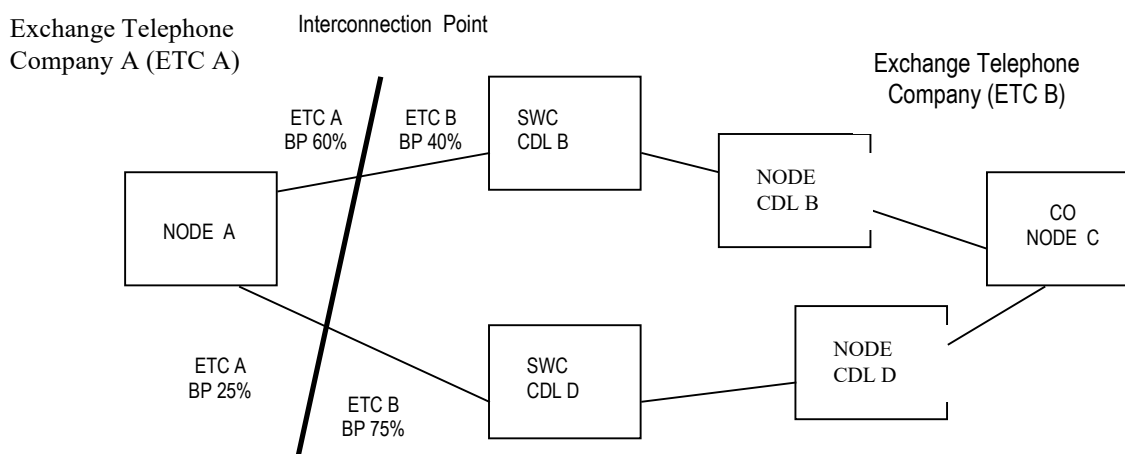 Exchange Telephone
Company A (ETC A)
Interconnection Point
Exchange Telephone
Company (ETC B)
ETC A
BP 60%
ETC B
BP 40%
SWC
CDL B
NODE
CDL B
NODE A
CO
NODE C
ETC A
BP 25%
ETC B
BP 75%
SWC
CDL D
NODE
CDL D